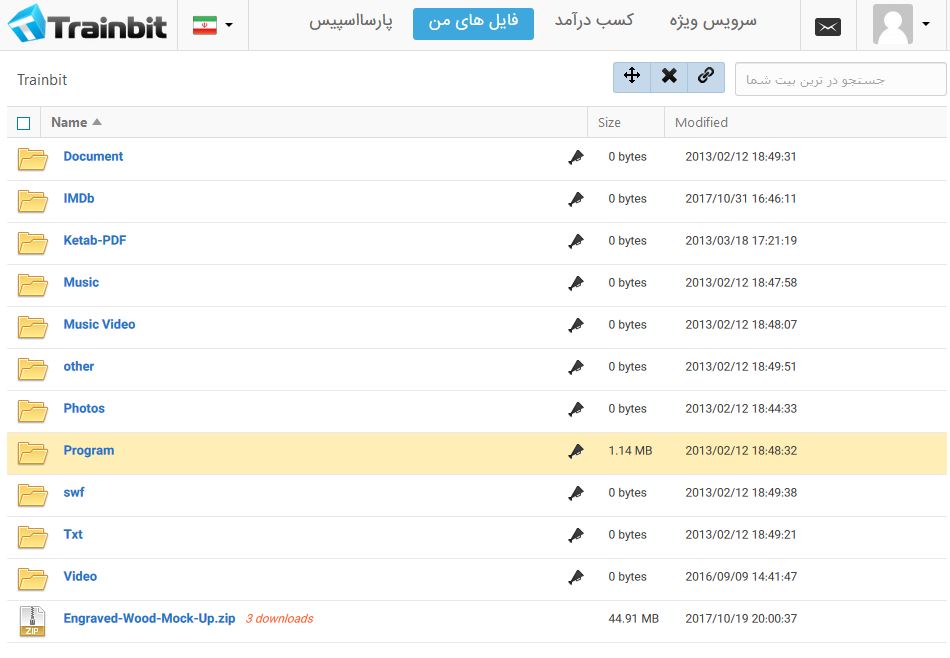 Trainbit
پارسااسپیس
فایل های من
کسب درآمد
سرویس ویژه
Trainbit
جستجو در ترین بیت شما
Name Size Modified
Document 0 bytes 2013/02/12 18:49:31
IMDb 0 bytes 2017/10/31 16:46:11
Ketab-PDF 0 bytes 2013/03/18 17:21:19
Music 0 bytes 2013/02/12 18:47:58
Music Video 0 bytes 2013/02/12 18:48:07
other 0 bytes 2013/02/12 18:49:51
Photos 0 bytes 2013/02/12 18:44:33
Program 1.14 MB 2013/02/12 18:48:32
swf 0 bytes 2013/02/12 18:49:38
Txt 0 bytes 2013/02/12 18:49:21
Video 0 bytes 2016/09/09 14:41:47
ZIP Engraved-Wood-Mock-Up.zip 3 downloads 44.91 MB 2017/10/19 20:00:37